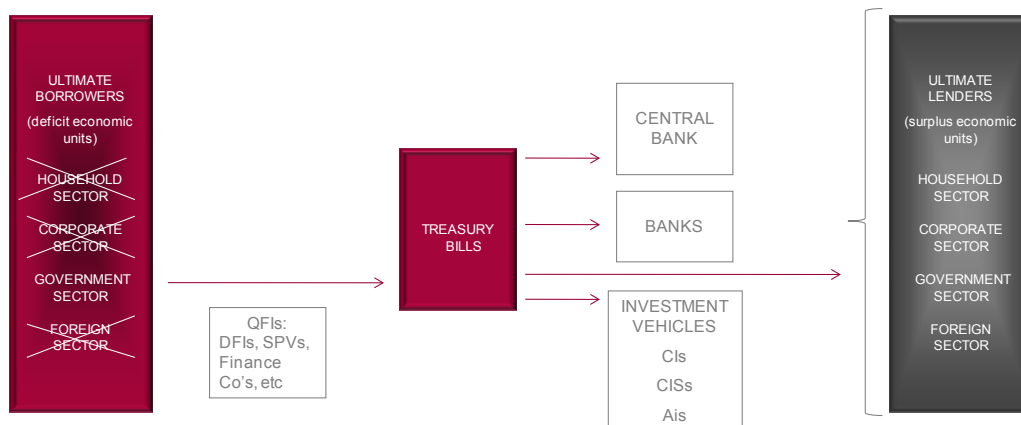 ULTIMATE
BORROWERS
(deficit economic
units)
HOUSEHOLD
SECTOR
CORPORATE
SECTOR
GOVERNMENT
SECTOR
FOREIGN
SECTOR
QFIs:
DFIs, SPVs,
Finance
Co's, etc
TREASURY
BILLS
CENTRAL
BANK
BANKS
INVESTMENT
VEHICLES
CIs
CISs
Ais
ULTIMATE
LENDERS
(surplus economic
units)
HOUSEHOLD
SECTOR
CORPORATE
SECTOR
GOVERNMENT
SECTOR
FOREIGN
SECTOR